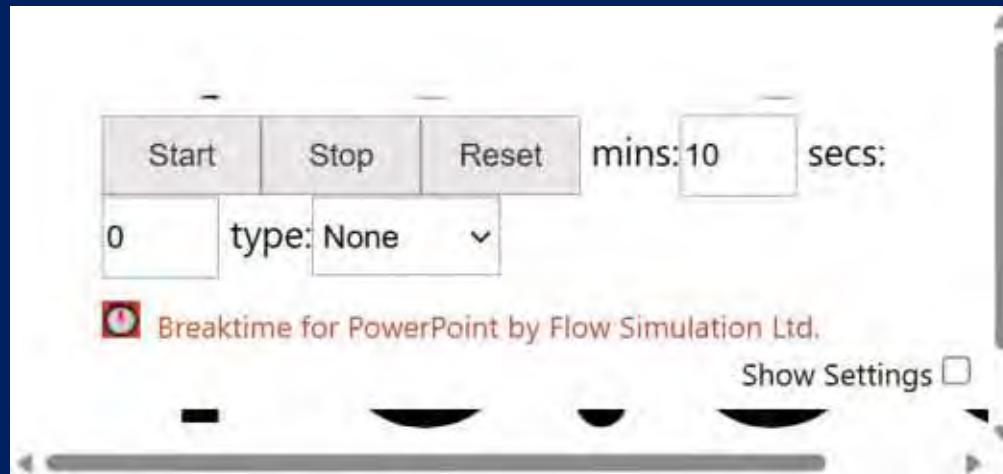 Start Stop Reset mins: 10 secs:
0 type: None
Breaktime for PowerPoint by Flow Simulation Ltd.
Show Settings